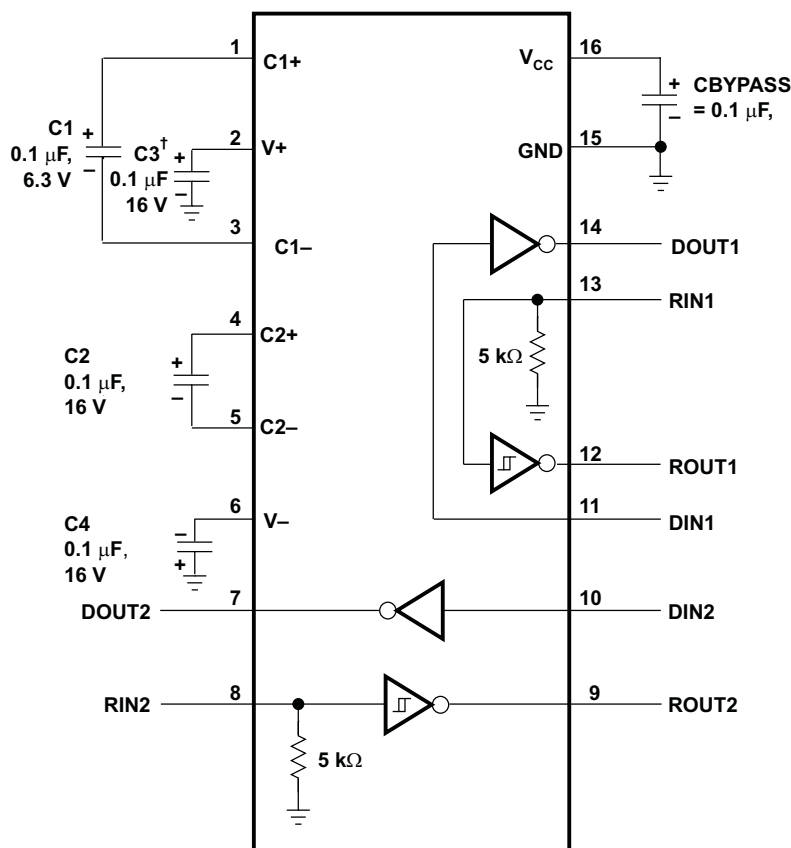 1
C1+
C1
0.1 μF,
6.3 V
+
–
2
V+
C3†
0.1 μF
16 V
+
–
3
C1–
4
C2+
C2
0.1 μF,
16 V
+
–
5
C2–
6
V–
C4
0.1 μF,
16 V
–
+
DOUT2
7
RIN2
8
5 kΩ
VCC
16
+
–
CBYPASS
= 0.1 μF,
GND
15
14
DOUT1
13
RIN1
5 kΩ
12
ROUT1
11
DIN1
10
DIN2
9
ROUT2